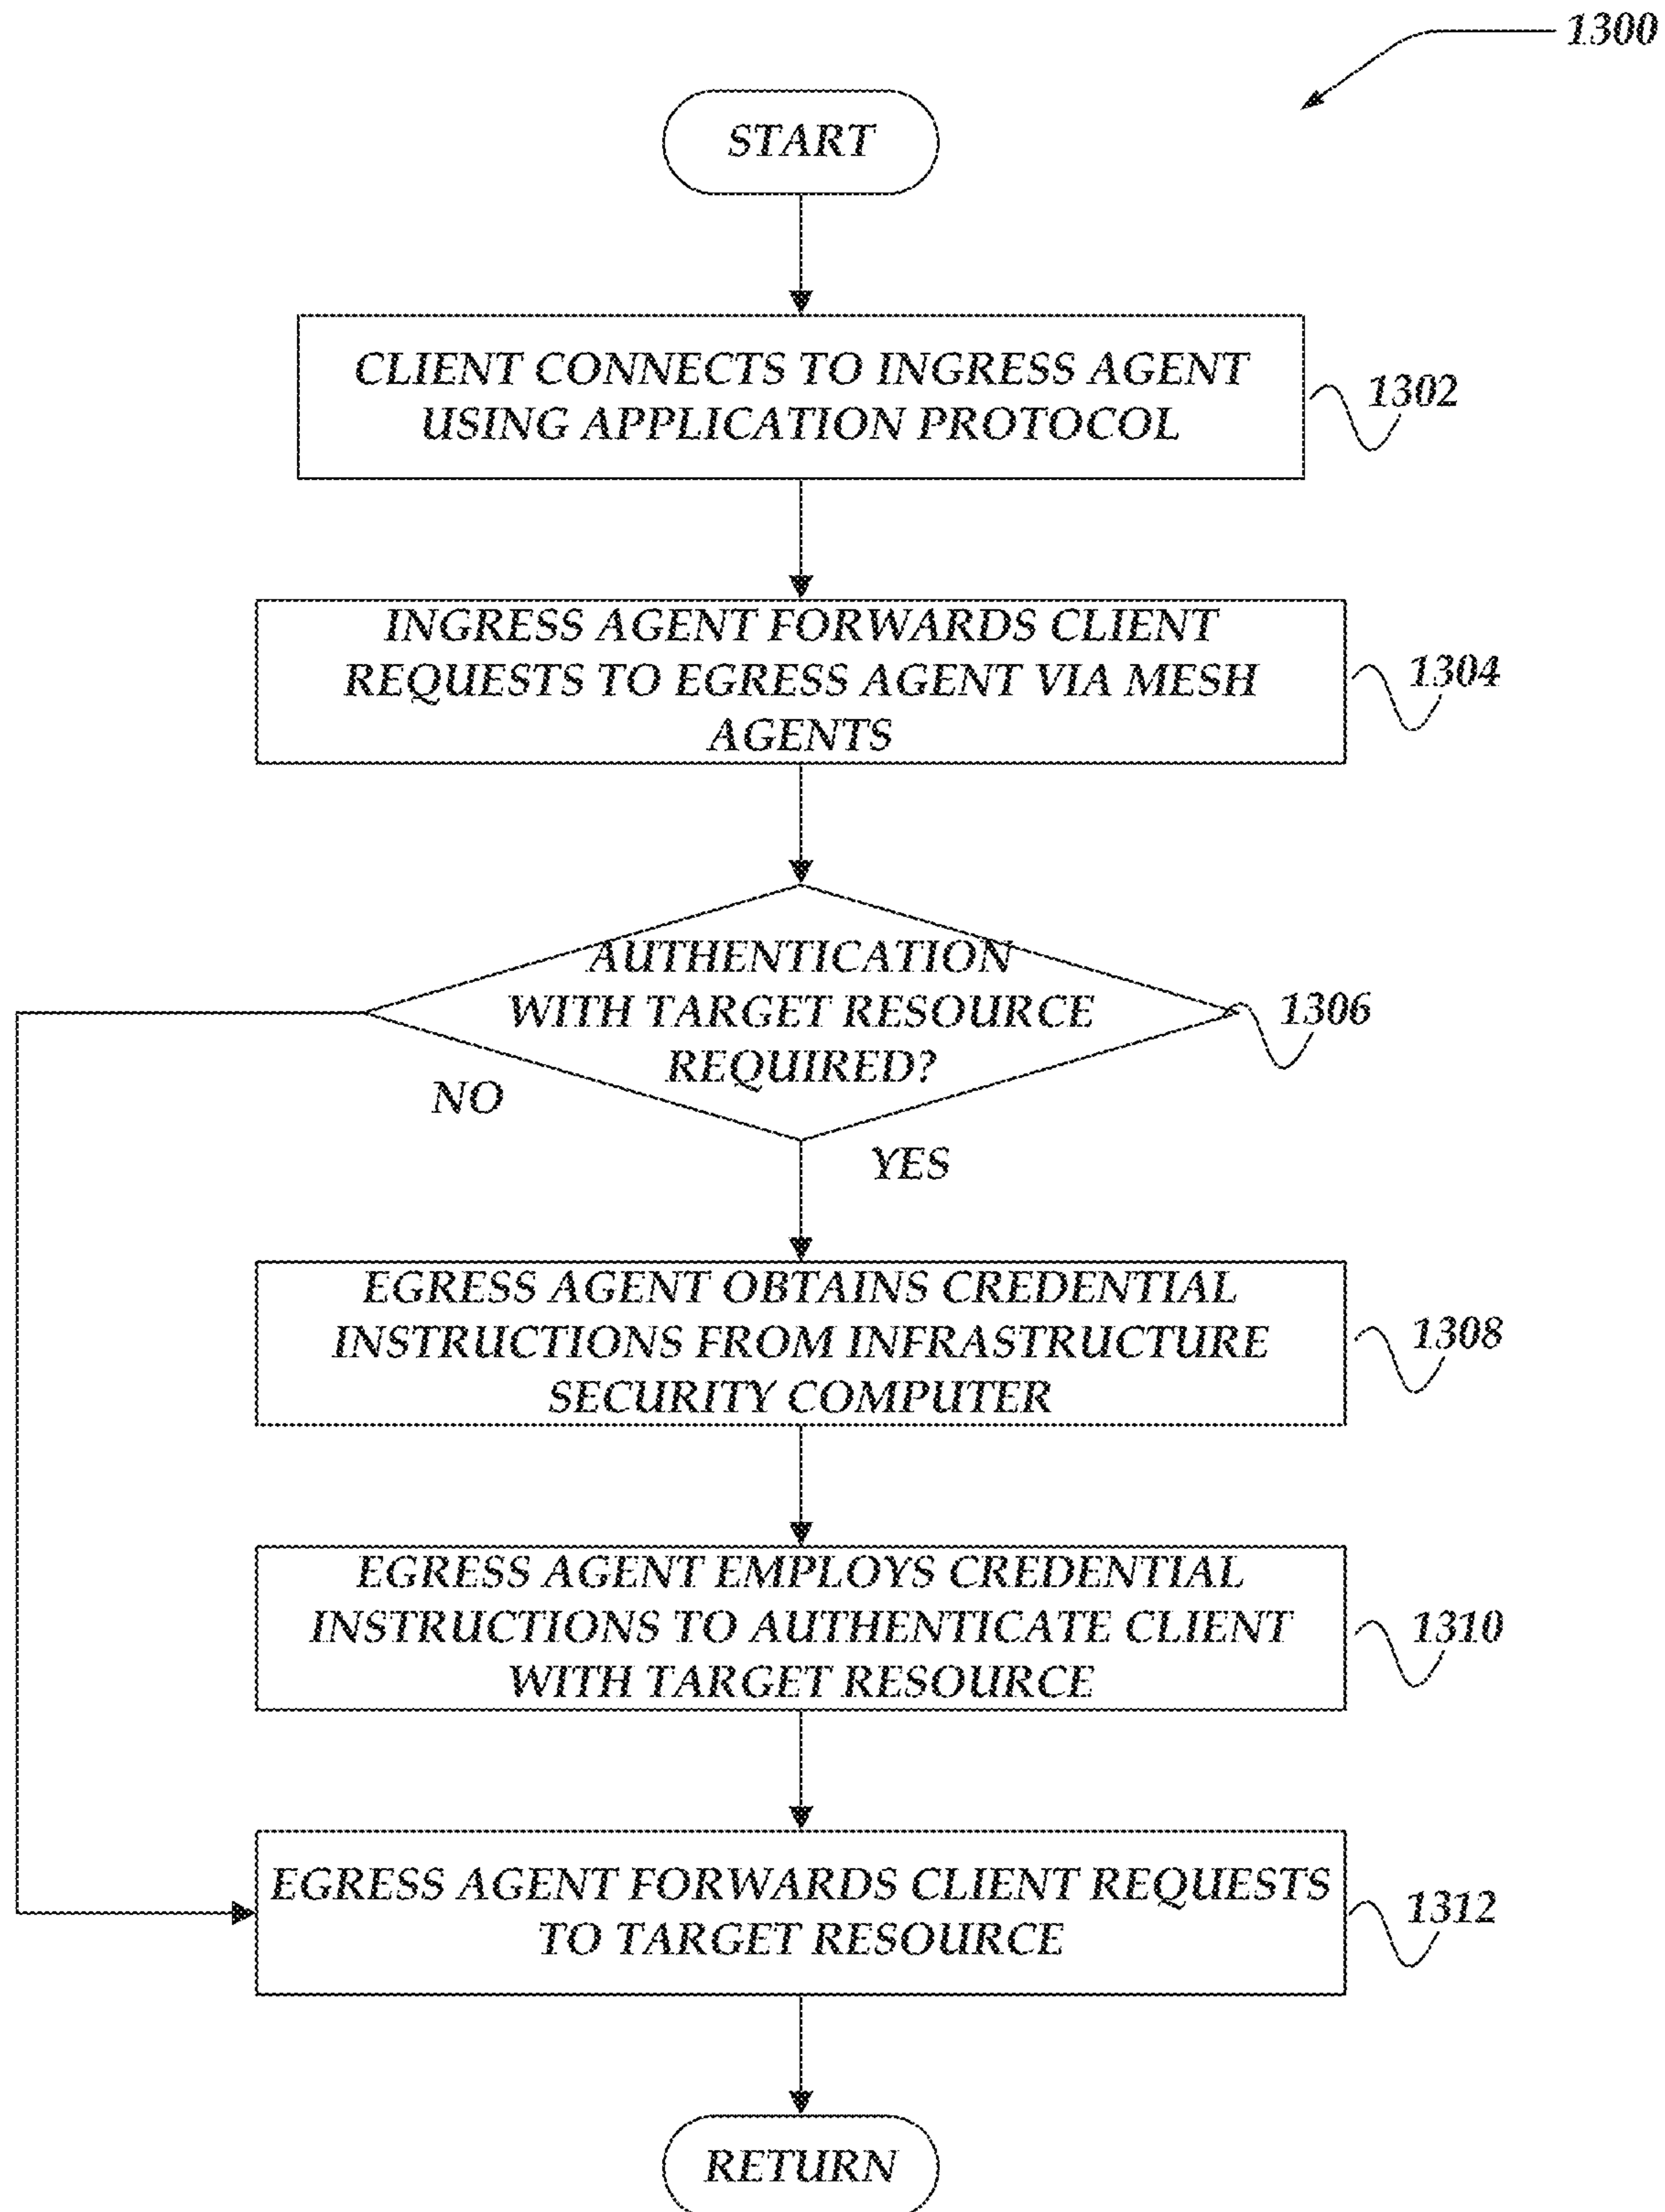 1300
START
CLIENT CONNECTS TO INGRESS AGENT
USING APPLICATION PROTOCOL
1302
INGRESS AGENT FORWARDS CLIENT
REQUESTS TO EGRESS AGENT VIA MESH
AGENTS
1304
AUTHENTICATION
WITH TARGET RESOURCE
REQUIRED?
1306
NO
YES
EGRESS AGENT OBTAINS CREDENTIAL
INSTRUCTIONS FROM INFRASTRUCTURE
SECURITY COMPUTER
1308
EGRESS AGENT EMPLOYS CREDENTIAL
INSTRUCTIONS TO AUTHENTICATE CLIENT
WITH TARGET RESOURCE
1310
EGRESS AGENT FORWARDS CLIENT REQUESTS
TO TARGET RESOURCE
1312
RETURN